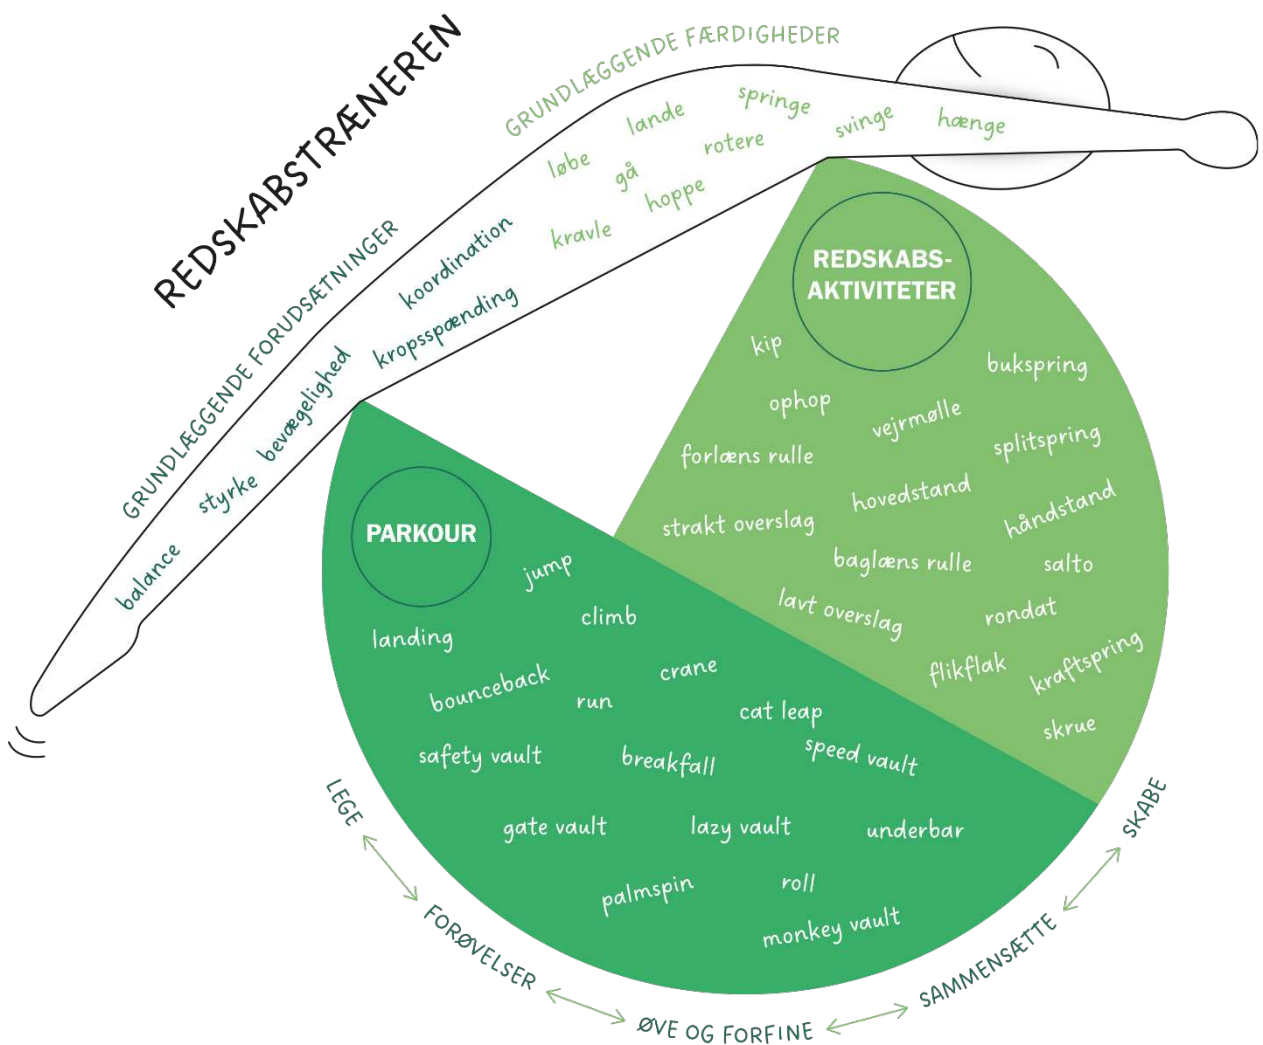 REDSKABSTRÆNEREN
GRUNDLÆGGENDE FÆRDIGHEDER
springe
lande
svinge
hænge
rotere
løbe
gå
hoppe
kravle
GRUNDLÆGGENDE FORUDSÆTNINGER
koordination
kropsspænding
bevægelighed
styrke
balance
REDSKABS-
AKTIVITETER
kip
bukspring
ophop
vejrmølle
splitspring
forlæns rulle
hovedstand
håndstand
strakt overslag
baglæns rulle
salto
lavt overslag
rondat
flikflak
kraftspring
skrue
PARKOUR
jump
climb
landing
crane
bounceback
run
cat leap
safety vault
breakfall
speed vault
gate vault
lazy vault
underbar
palmspin
roll
monkey vault
LEGE
FORØVELSER
ØVE OG FORFINE
SAMMENSÆTTE
SKABE